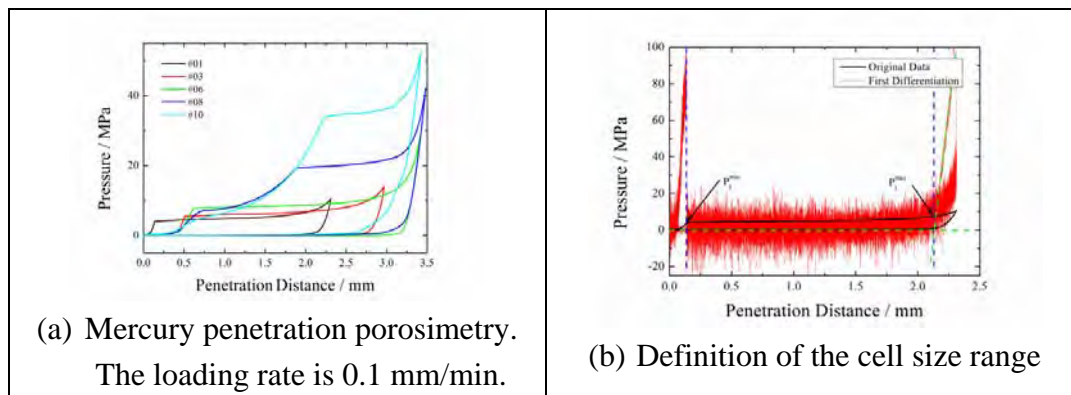 #01
#03
#06
#08
#10
Pressure / MPa
40
20
0
0.0 0.5 1.0 1.5 2.0 2.5 3.0 3.5
Penetration Distance / mm
(a) Mercury penetration porosimetry.
The loading rate is 0.1 mm/min.
Original Data
First Differentiation
Pressure / MPa
100
80
60
40
20
0
-20
0.0 0.5 1.0 1.5 2.0 2.5
Penetration Distance / mm
(b) Definition of the cell size range